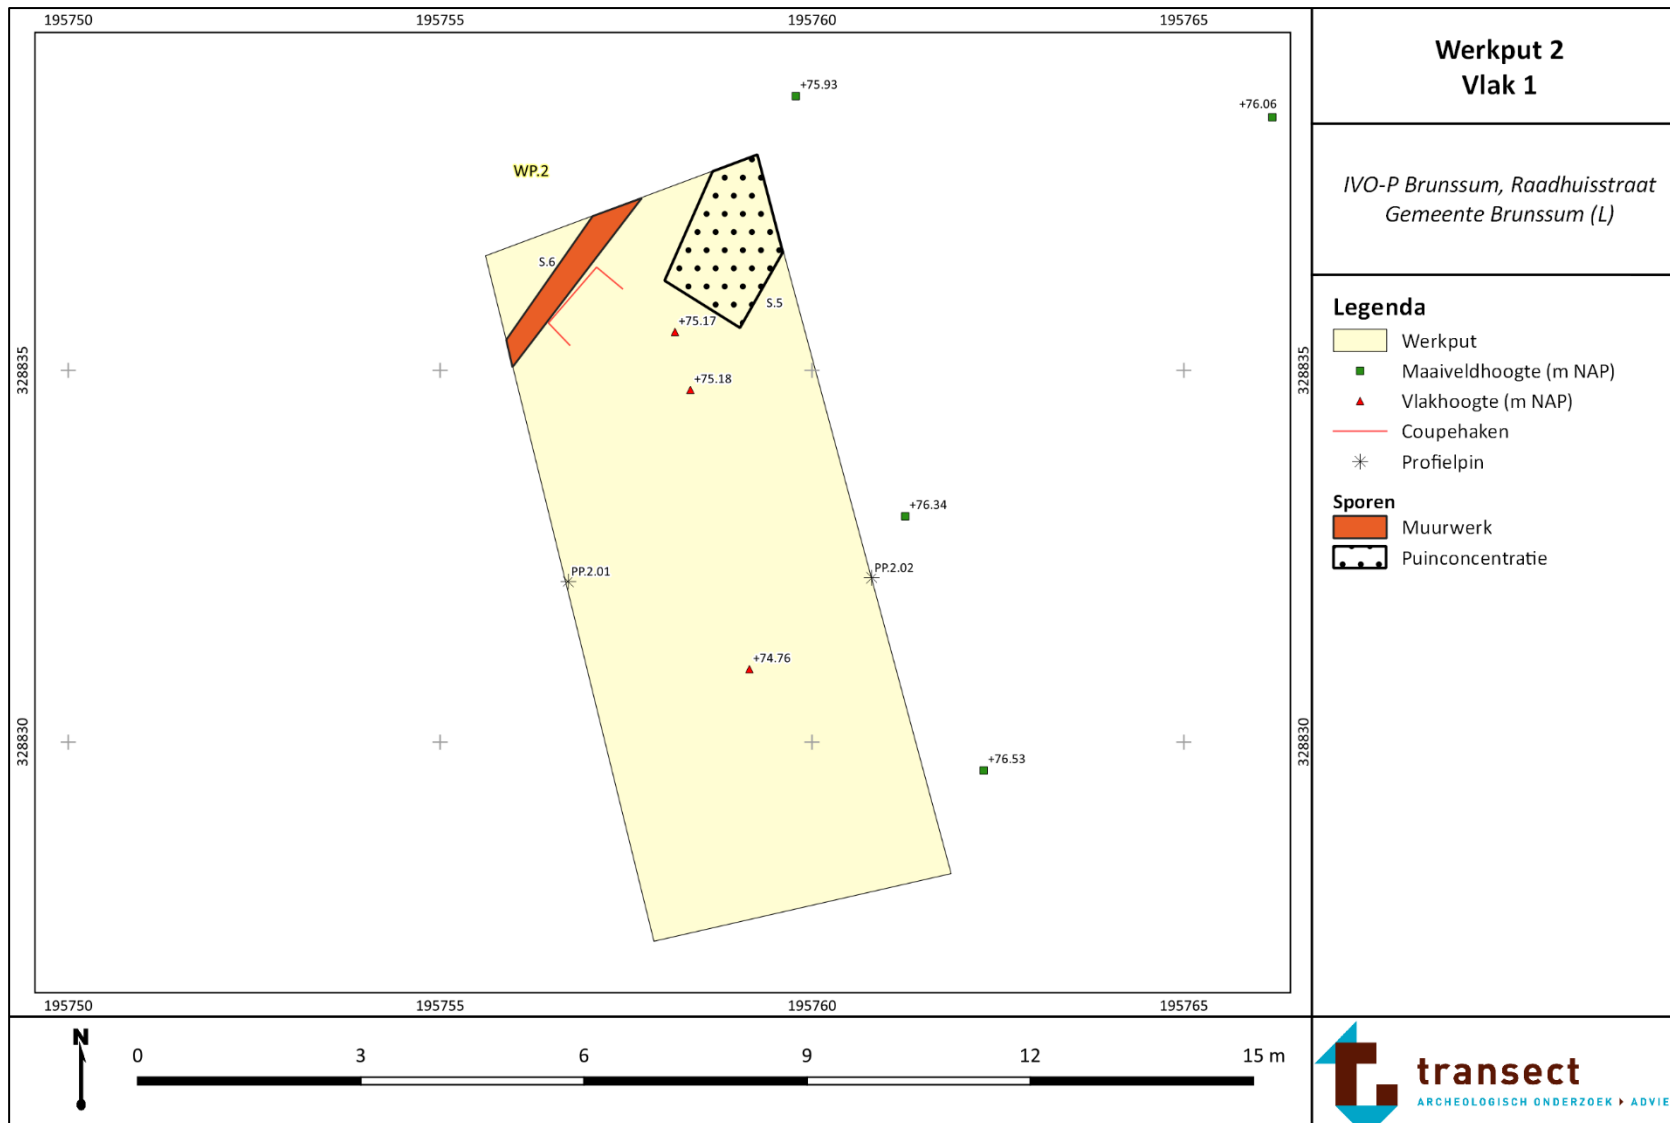 195750 195755 195760 195765
+75.93
+76.06
WP.2
S.6
S.5
+75.17
+75.18
328835 328835
+76.34
PP.2.01 PP.2.02
+74.76
328830 328830
+76.53
195750 195755 195760 195765
N
0 3 6 9 12 15 m
Werkput 2
Vlak 1
IVO-P Brunssum, Raadhuisstraat
Gemeente Brunssum (L)
Legenda
Werkput
Maaiveldhoogte (m NAP)
Vlakhoogte (m NAP)
Coupehaken
Profielpin
Sporen
Muurwerk
Puinconcentratie
transect
ARCHEOLOGISCH ONDERZOEK ADVIE